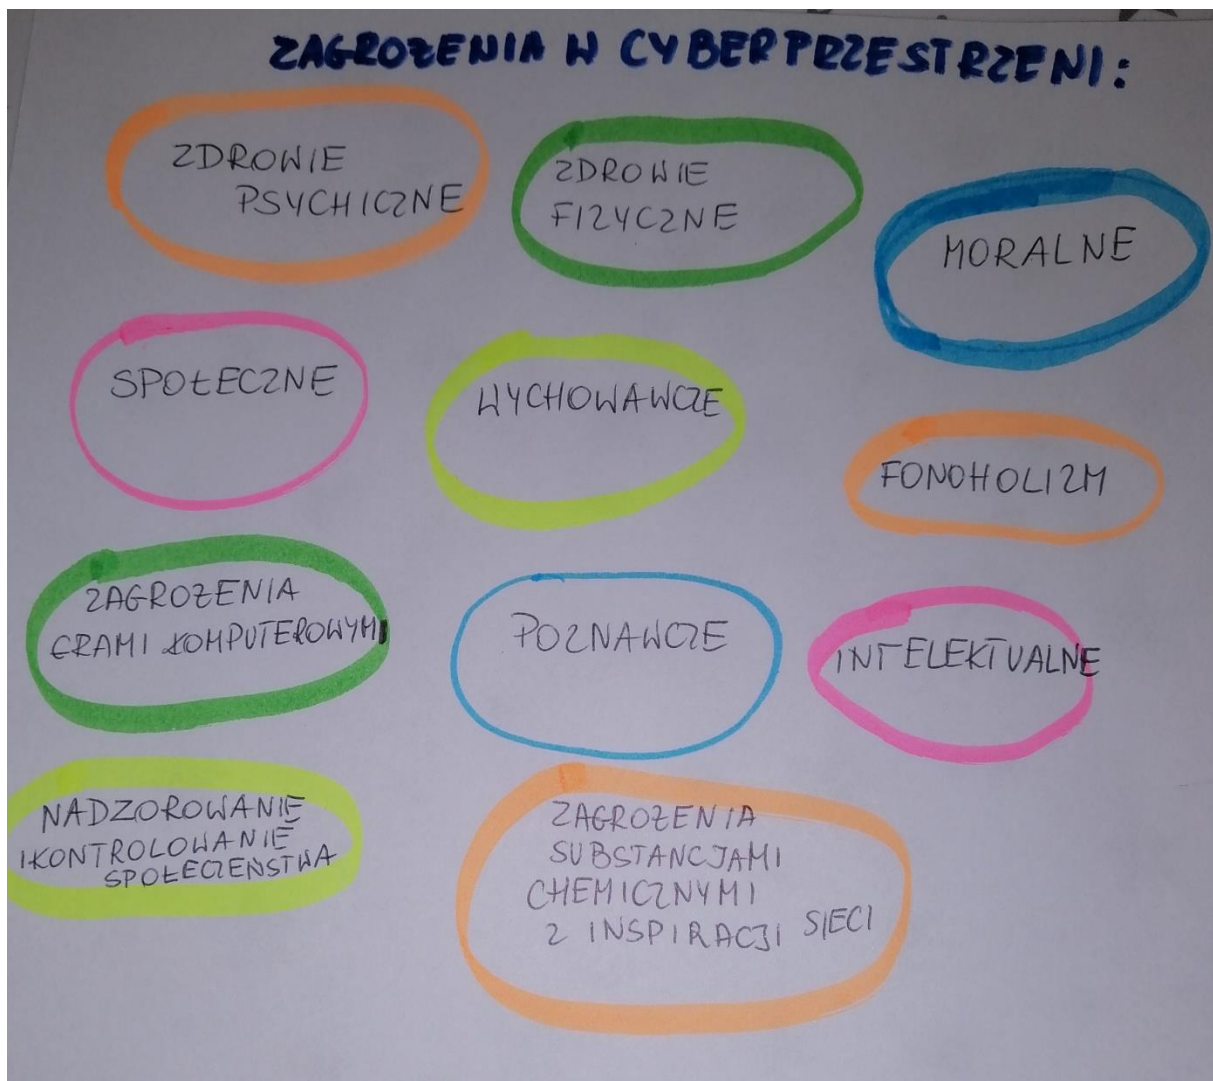 ZAGROŻENIA W CYBERPRZESTRZENI:
ZDROWIE
PSYCHICZNE
ZDROWIE
FIZYCZNE
MORALNE
SPOŁECZNE
WYCHOWAWCZE
FONOHOLIZM
ZAGROŻENIA
GRAMI KOMPUTEROWYMI
POZNAWCZE
INTELEKTUALNE
NADZOROWANIE
I KONTROLOWANIE
SPOŁECZEŃSTWA
ZAGROŻENIA
SUBSTANCJAMI
CHEMICZNYMI
Z INSPIRACJI SIECI